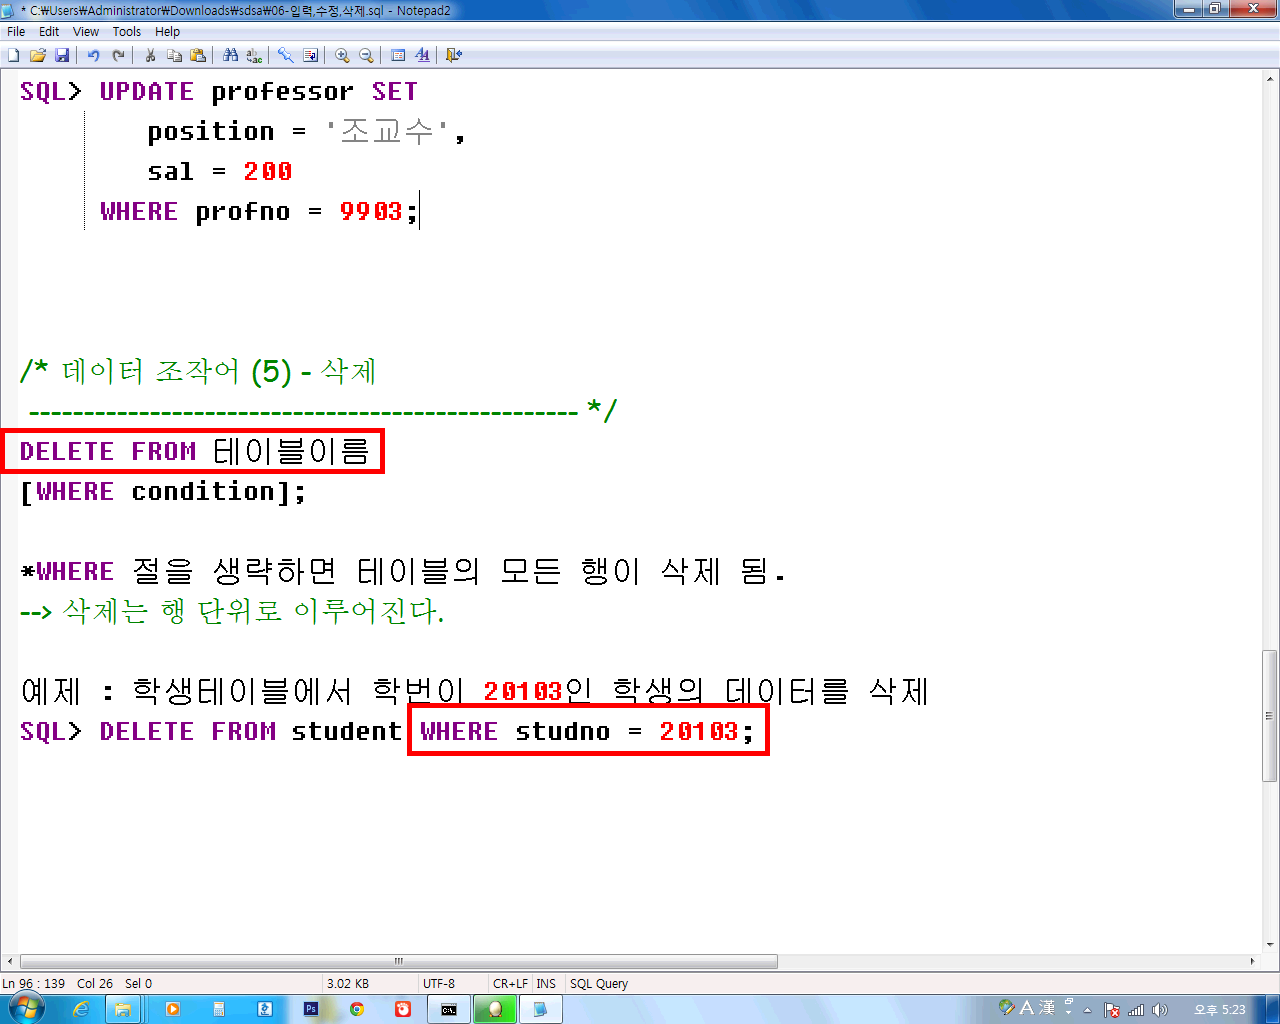 * C:\Users\Administrator\Downloads\sdsa\06-입력,수정,삭제.sql - Notepad2
File Edit View Tools Help
SQL> UPDATE professor SET
position = '조교수',
sal = 200
WHERE profno = 9903;
/* 데이터 조작어 (5) - 삭제
-------------------------------------------------- */
DELETE FROM 테이블이름
[WHERE condition];
*WHERE 절을 생략하면 테이블의 모든 행이 삭제 됨.
--> 삭제는 행 단위로 이루어진다.
예제 : 학생테이블에서 학번이 20103인 학생의 데이터를 삭제
SQL> DELETE FROM student WHERE studno = 20103;
Ln 96 : 139 Col 26 Sel 0 3.02 KB UTF-8 CR+LF INS SQL Query
A 漢 오후 5:23